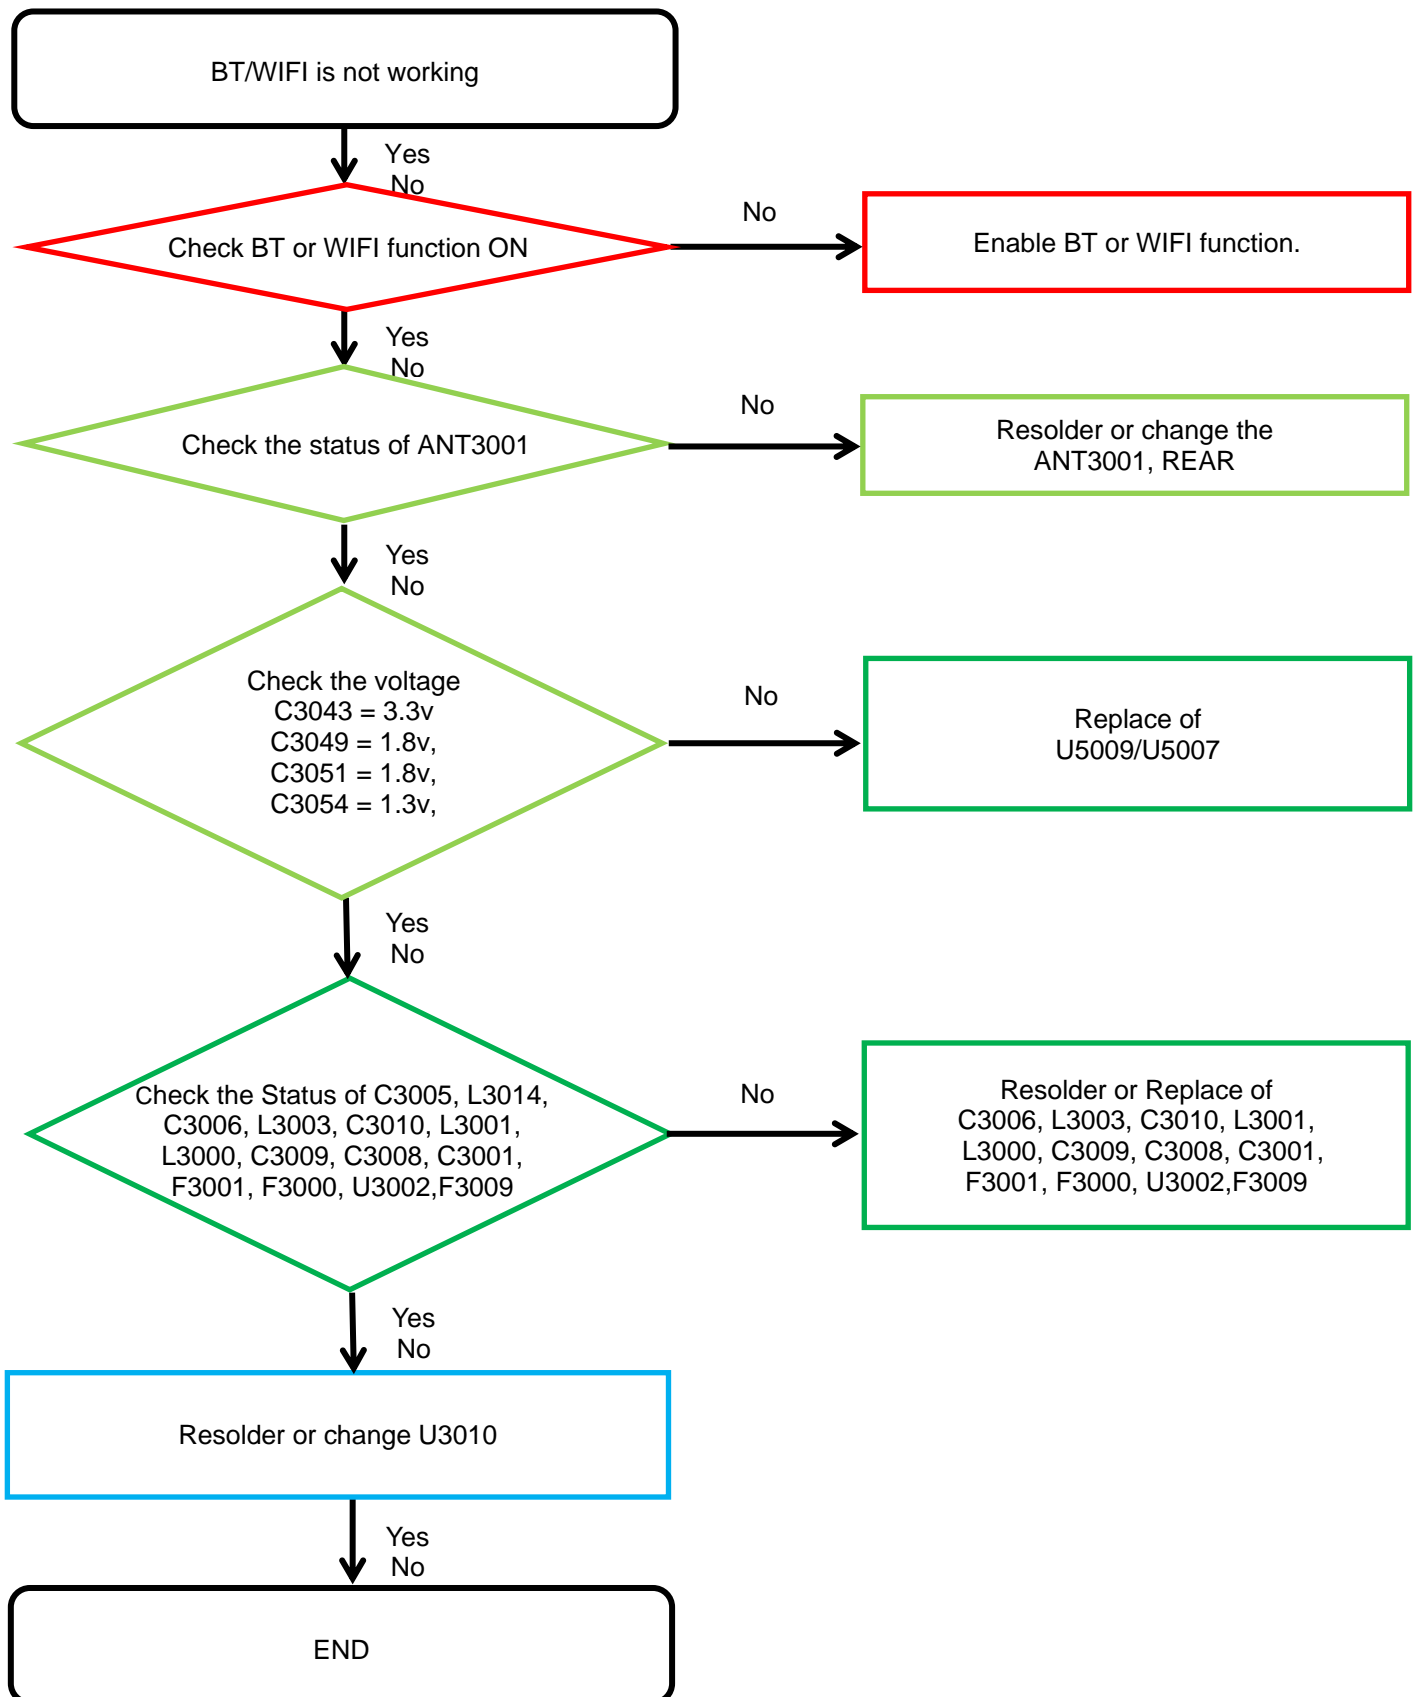 BT/WIFI is not working
Yes
No
Check BT or WIFI function ON
No
Enable BT or WIFI function.
Yes
No
Check the status of ANT3001
No
Resolder or change the
ANT3001, REAR
Yes
No
Check the voltage
C3043 = 3.3v
C3049 = 1.8v,
C3051 = 1.8v,
C3054 = 1.3v,
No
Replace of
U5009/U5007
Yes
No
Check the Status of C3005, L3014,
C3006, L3003, C3010, L3001,
L3000, C3009, C3008, C3001,
F3001, F3000, U3002,F3009
No
Resolder or Replace of
C3006, L3003, C3010, L3001,
L3000, C3009, C3008, C3001,
F3001, F3000, U3002,F3009
Yes
No
Resolder or change U3010
Yes
No
END